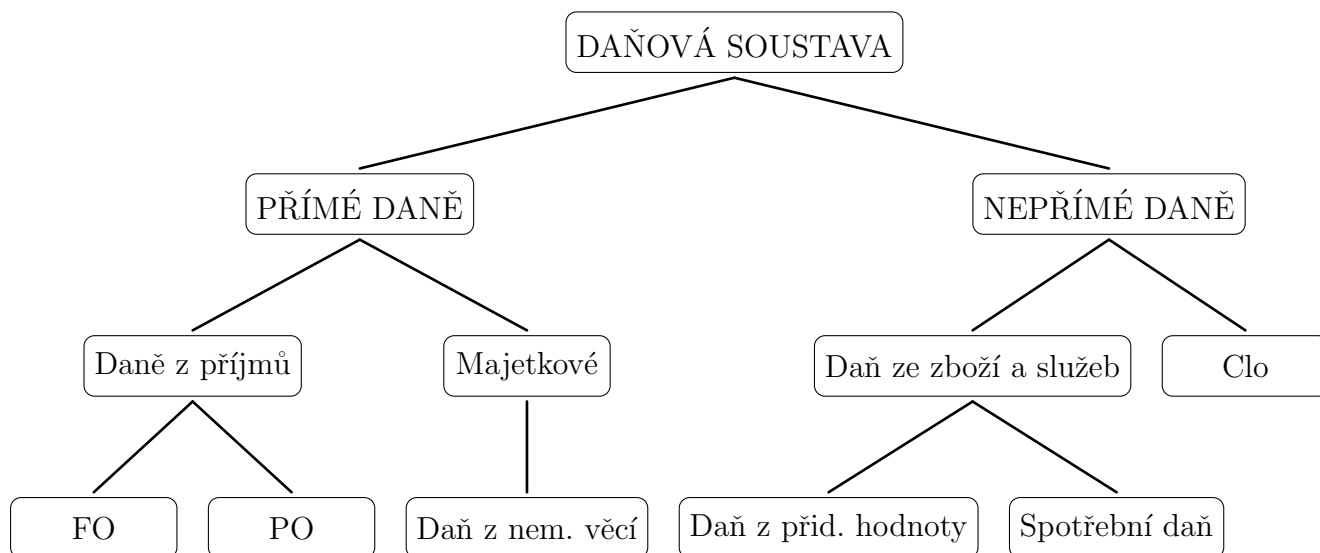 DAŇOVÁ SOUSTAVA
PŘÍMÉ DANĚ
NEPŘÍMÉ DANĚ
Daně z příjmů
Majetkové
Daň ze zboží a služeb
Clo
FO
PO
Daň z nem. věcí
Daň z přid. hodnoty
Spotřební daň